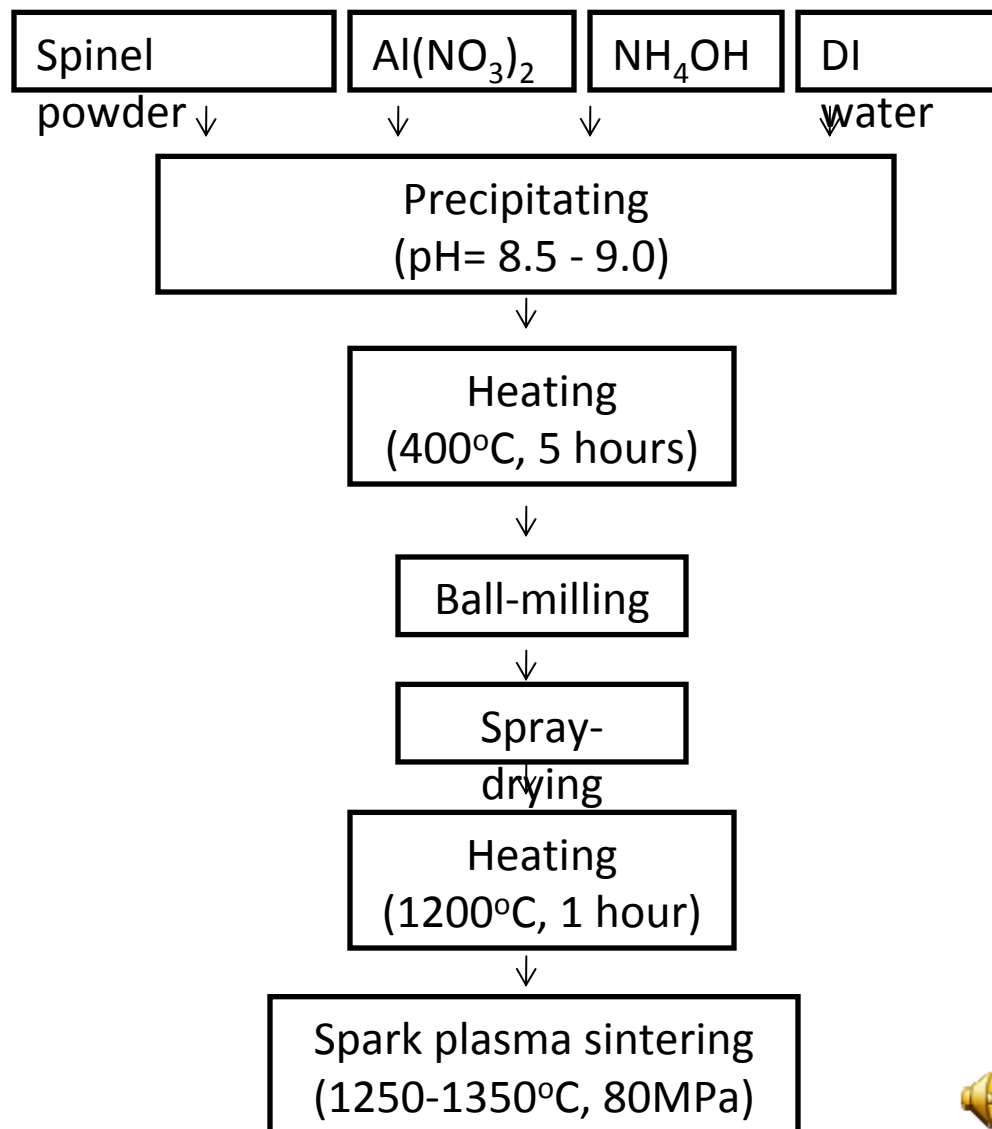 Spinel powder
Al(NO₃)₂
NH₄OH
DI water
Precipitating
(pH= 8.5 - 9.0)
Heating
(400ºC, 5 hours)
Ball-milling
Spray-
drying
Heating
(1200ºC, 1 hour)
Spark plasma sintering
(1250-1350ºC, 80MPa)